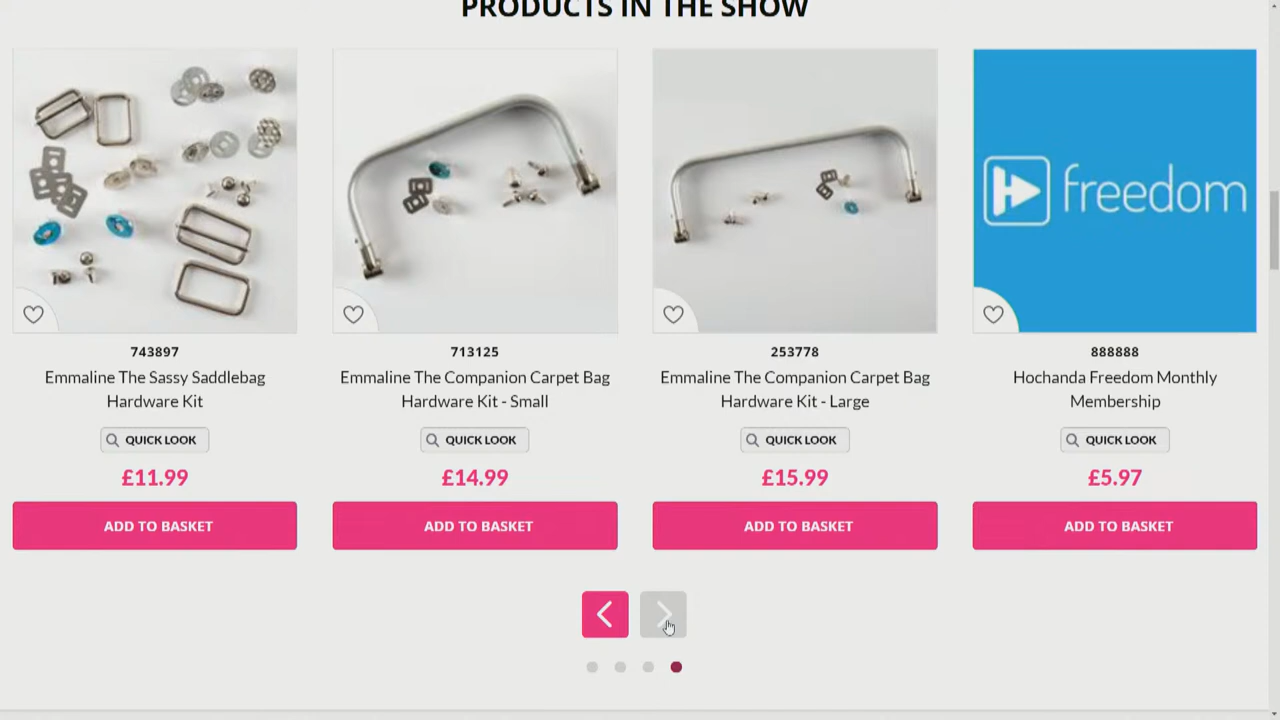 PRODUCTS IN THE SHOW
freedom
743897
Emmaline The Sassy Saddlebag
Hardware Kit
QUICK LOOK
£11.99
ADD TO BASKET
713125
Emmaline The Companion Carpet Bag
Hardware Kit - Small
QUICK LOOK
£14.99
ADD TO BASKET
253778
Emmaline The Companion Carpet Bag
Hardware Kit - Large
QUICK LOOK
£15.99
ADD TO BASKET
888888
Hochanda Freedom Monthly
Membership
QUICK LOOK
£5.97
ADD TO BASKET